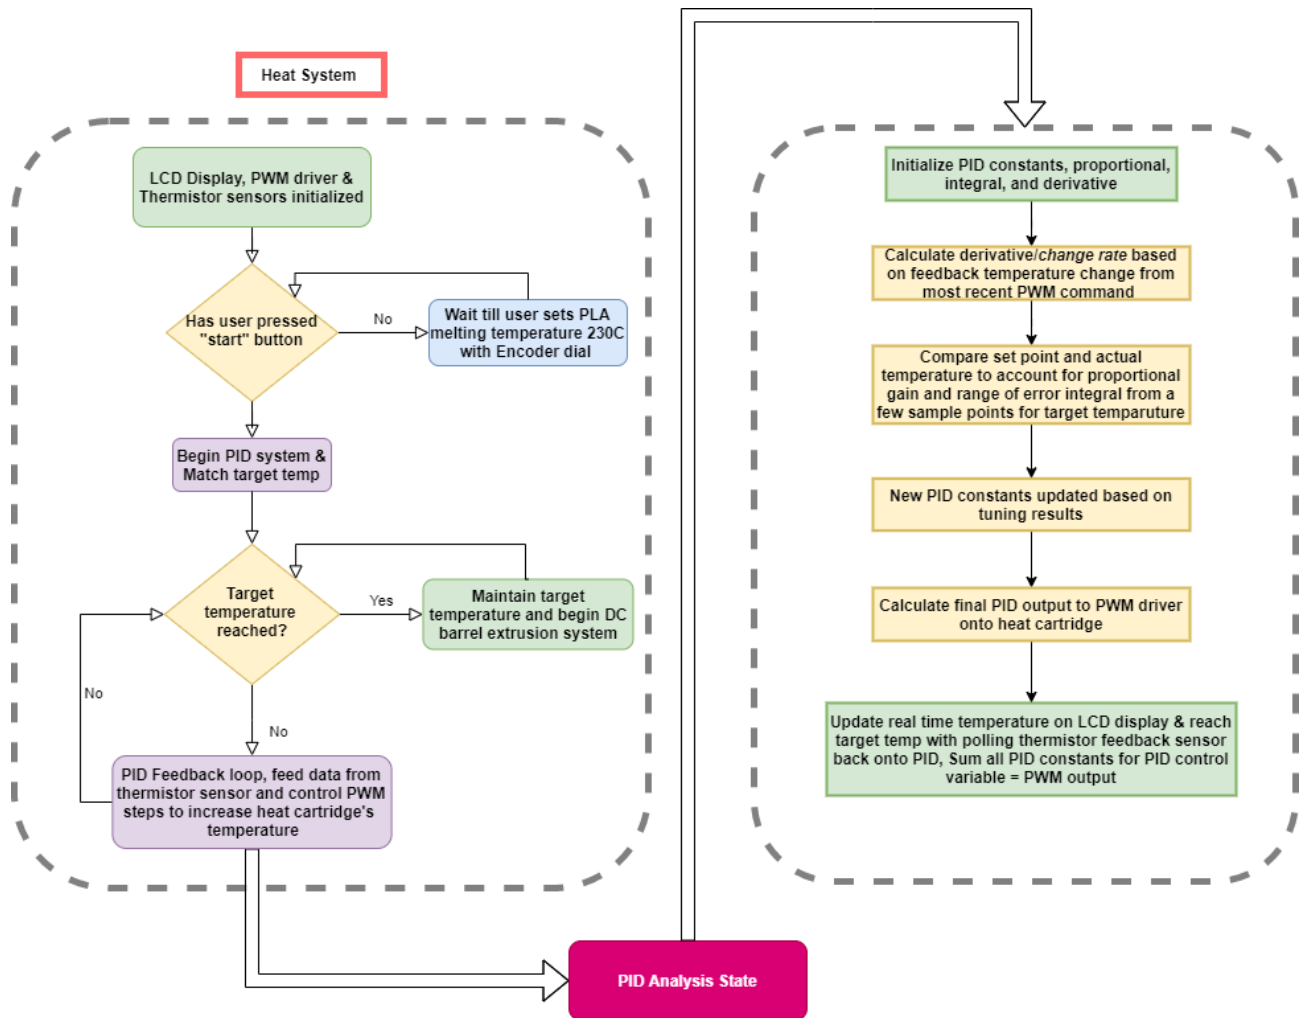 Heat System
LCD Display, PWM driver &
Thermistor sensors initialized
Has user pressed
"start" button
No
Wait till user sets PLA
melting temperature 230C
with Encoder dial
Begin PID system &
Match target temp
Target
temperature
reached?
Yes
Maintain target
temperature and begin DC
barrel extrusion system
No
No
PID Feedback loop, feed data from
thermistor sensor and control PWM
steps to increase heat cartridge's
temperature
PID Analysis State
Initialize PID constants, proportional,
integral, and derivative
Calculate derivative/change rate based
on feedback temperature change from
most recent PWM command
Compare set point and actual
temperature to account for proportional
gain and range of error integral from a
few sample points for target temparuture
New PID constants updated based on
tuning results
Calculate final PID output to PWM driver
onto heat cartridge
Update real time temperature on LCD display & reach
target temp with polling thermistor feedback sensor
back onto PID, Sum all PID constants for PID control
variable = PWM output